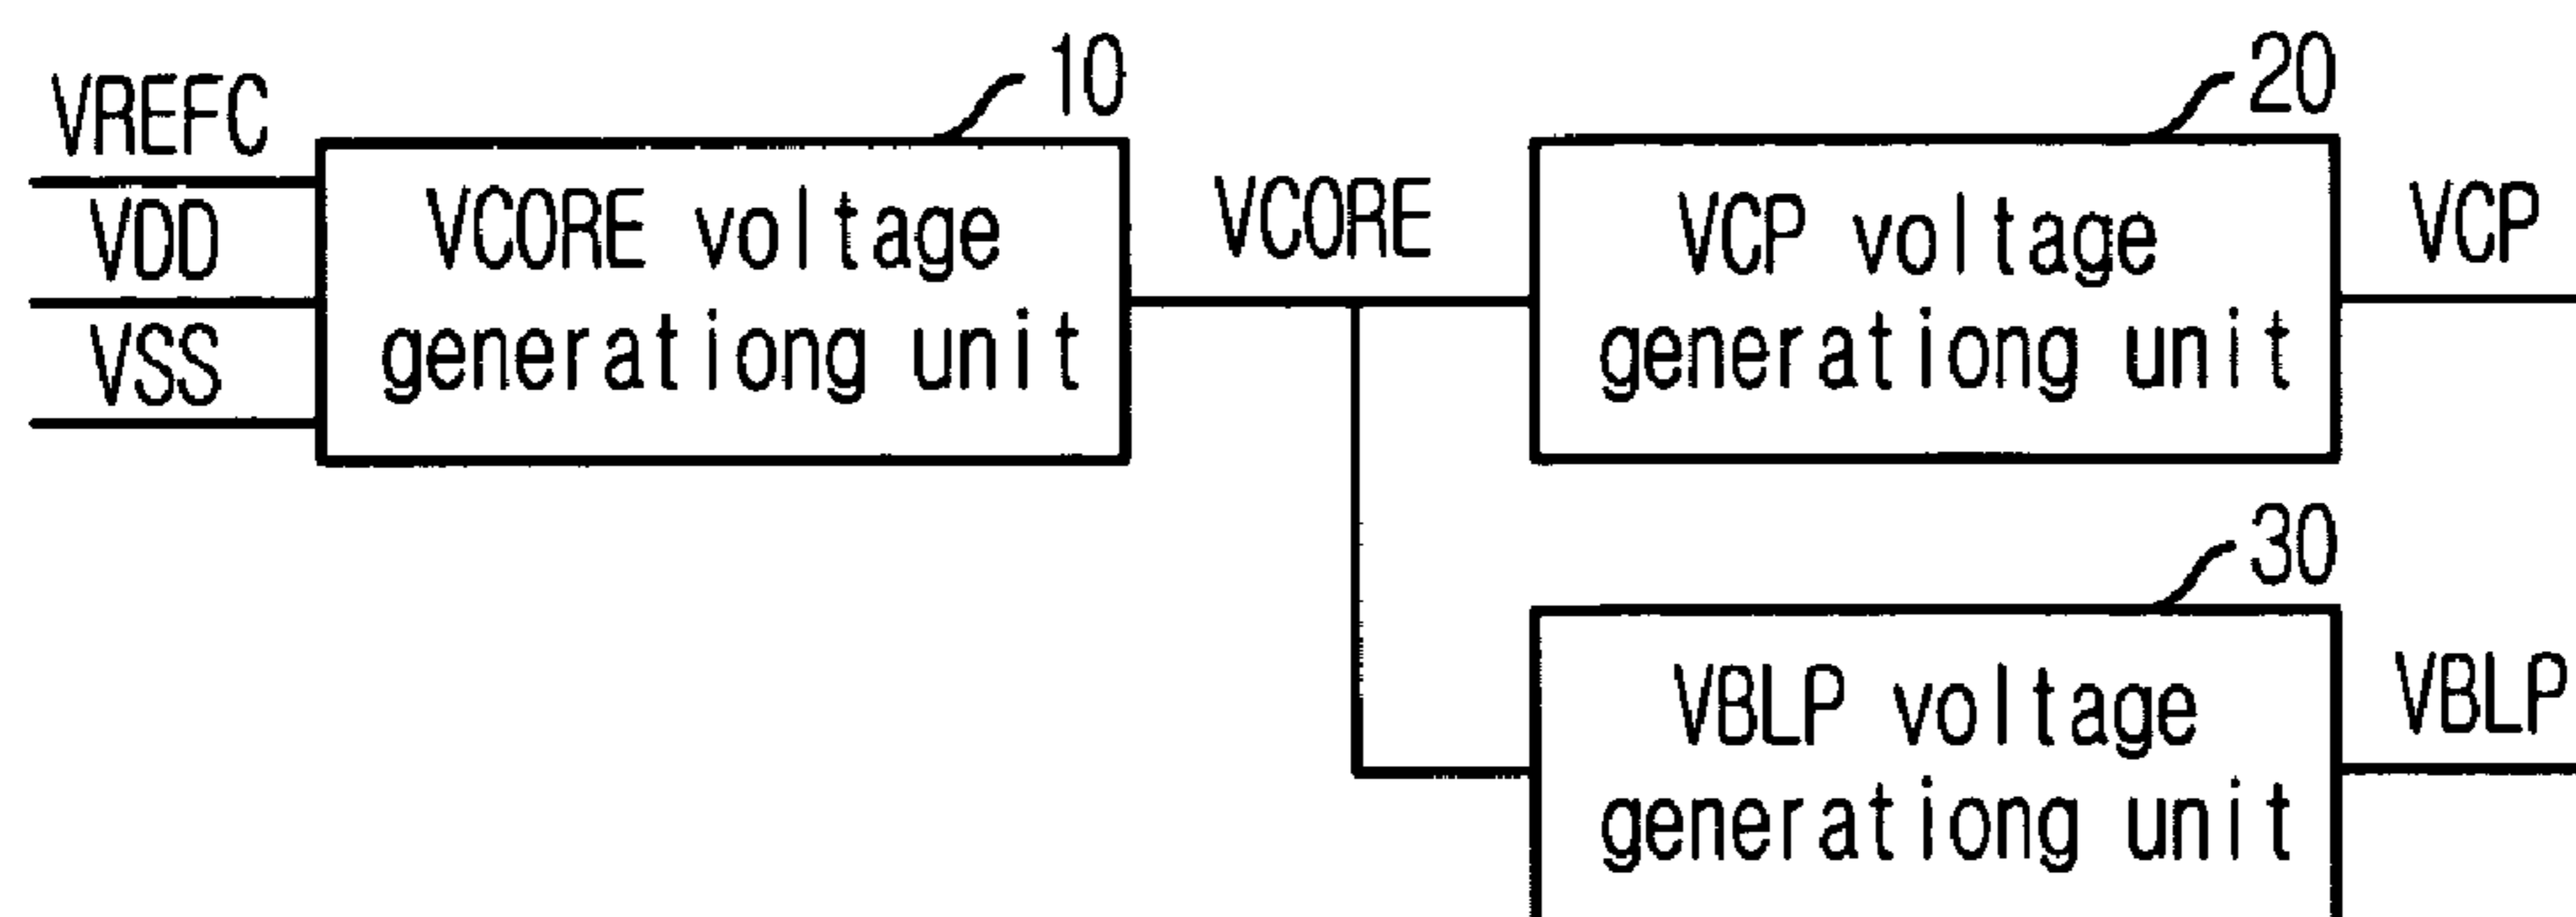 10
20
VREFC
VDD
VSS
VCORE voltage
generationg unit
VCORE
VCP voltage
generationg unit
VCP
30
VBLP voltage
generationg unit
VBLP